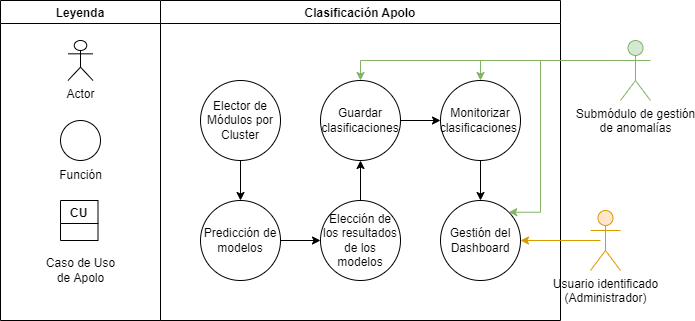 Leyenda
Clasificación Apolo
Actor
Función
CU
Caso de Uso
de Apolo
Elector de
Módulos por
Cluster
Guardar
clasificaciones
Monitorizar
clasificaciones
Predicción de
modelos
Elección de
los resultados
de los
modelos
Gestión del
Dashboard
Submódulo de gestión
de anomalías
Usuario identificado
(Administrador)